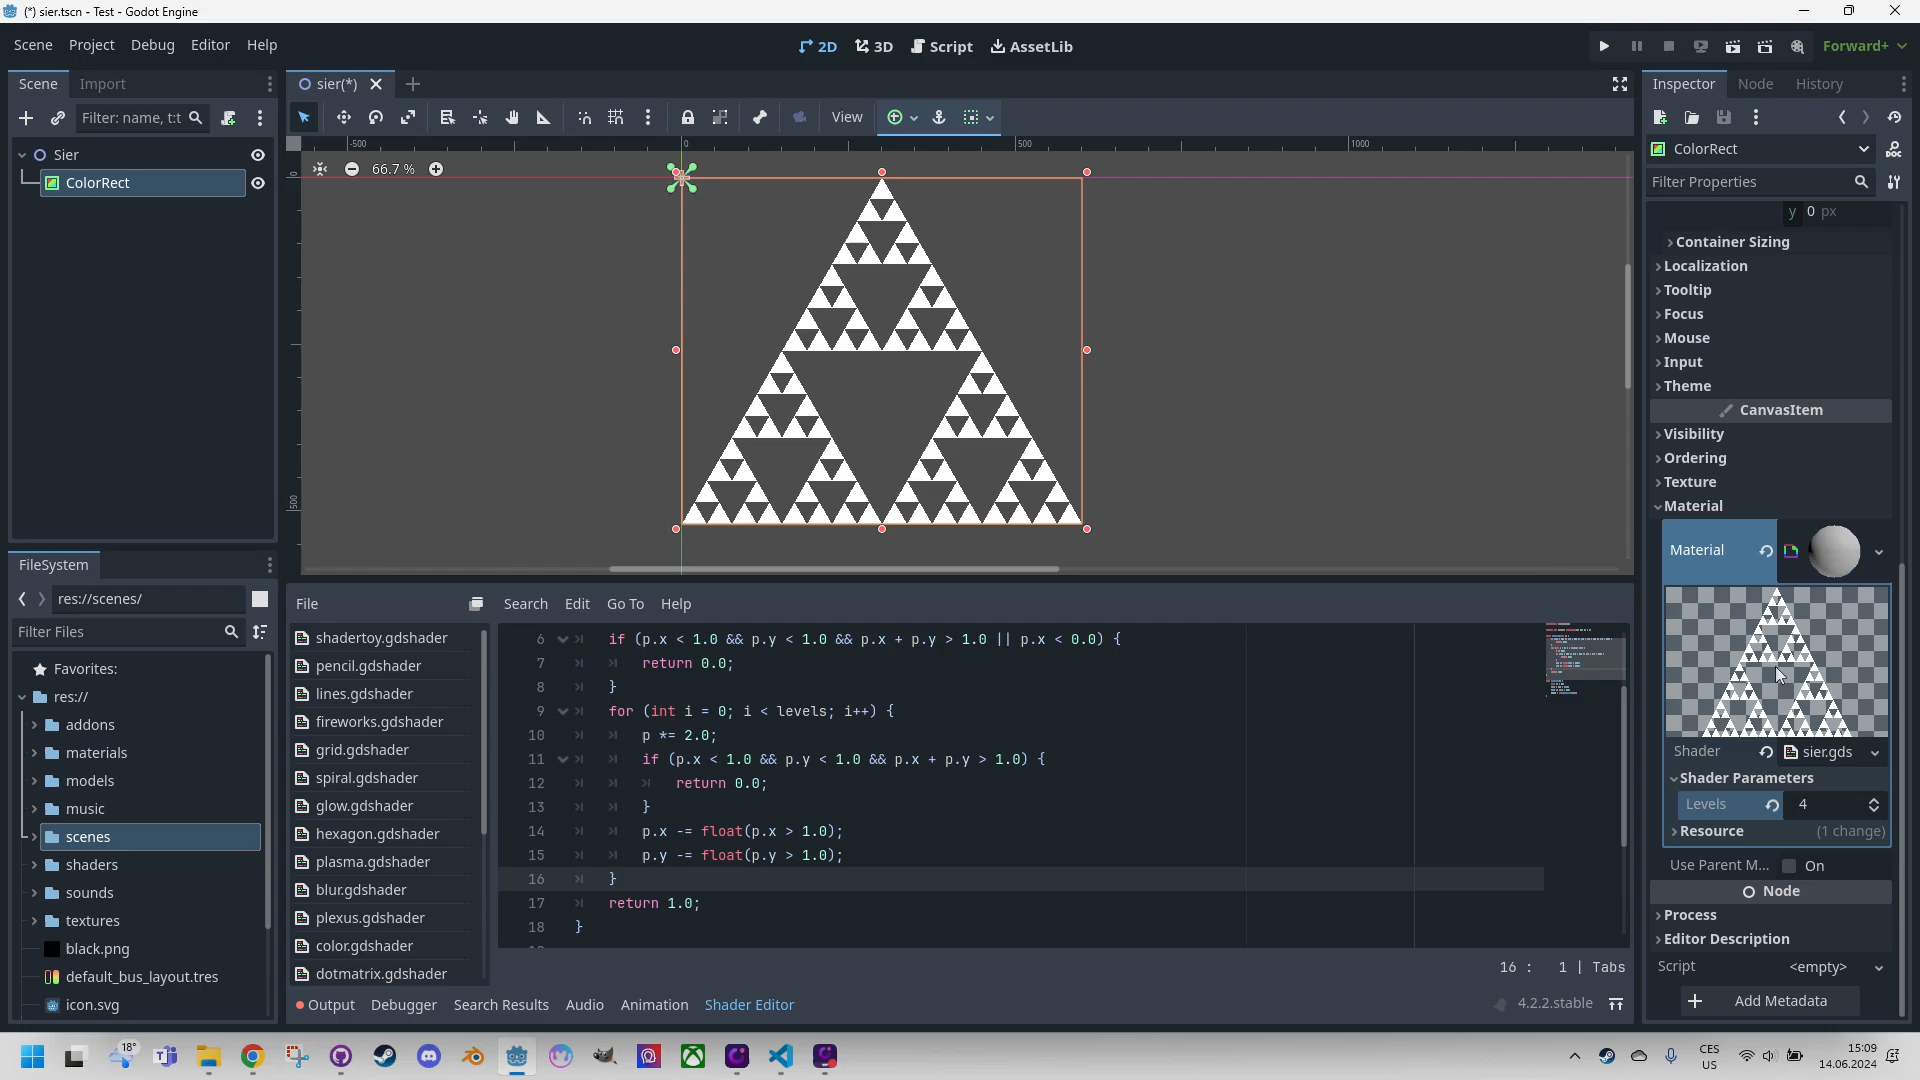 (*) sier.tscn - Test - Godot Engine
Scene Project Debug Editor Help
2D 3D Script AssetLib
Forward+
Scene Import
Filter: name, t:t
Sier
ColorRect
sier(*)
View
-500 0 500 1000
66.7 %
0
500
FileSystem
res://scenes/
Filter Files
Favorites:
res://
addons
materials
models
music
scenes
shaders
sounds
textures
black.png
default_bus_layout.tres
icon.svg
File
Search Edit Go To Help
shadertoy.gdshader
pencil.gdshader
lines.gdshader
fireworks.gdshader
grid.gdshader
spiral.gdshader
glow.gdshader
hexagon.gdshader
plasma.gdshader
blur.gdshader
plexus.gdshader
color.gdshader
dotmatrix.gdshader
6 if (p.x < 1.0 && p.y < 1.0 && p.x + p.y > 1.0 || p.x < 0.0) {
7 return 0.0;
8 }
9 for (int i = 0; i < levels; i++) {
10 p *= 2.0;
11 if (p.x < 1.0 && p.y < 1.0 && p.x + p.y > 1.0) {
12 return 0.0;
13 }
14 p.x -= float(p.x > 1.0);
15 p.y -= float(p.y > 1.0);
16 }
17 return 1.0;
18 }
16 : 1 | Tabs
Output Debugger Search Results Audio Animation Shader Editor
4.2.2.stable
Inspector Node History
ColorRect
DOC
Filter Properties
y 0 px
Container Sizing
Localization
Tooltip
Focus
Mouse
Input
Theme
CanvasItem
Visibility
Ordering
Texture
Material
Material
Shader sier.gds
Shader Parameters
Levels 4
Resource (1 change)
Use Parent M... On
Node
Process
Editor Description
Script <empty>
Add Metadata
18°
CES
US
15:09
14.06.2024